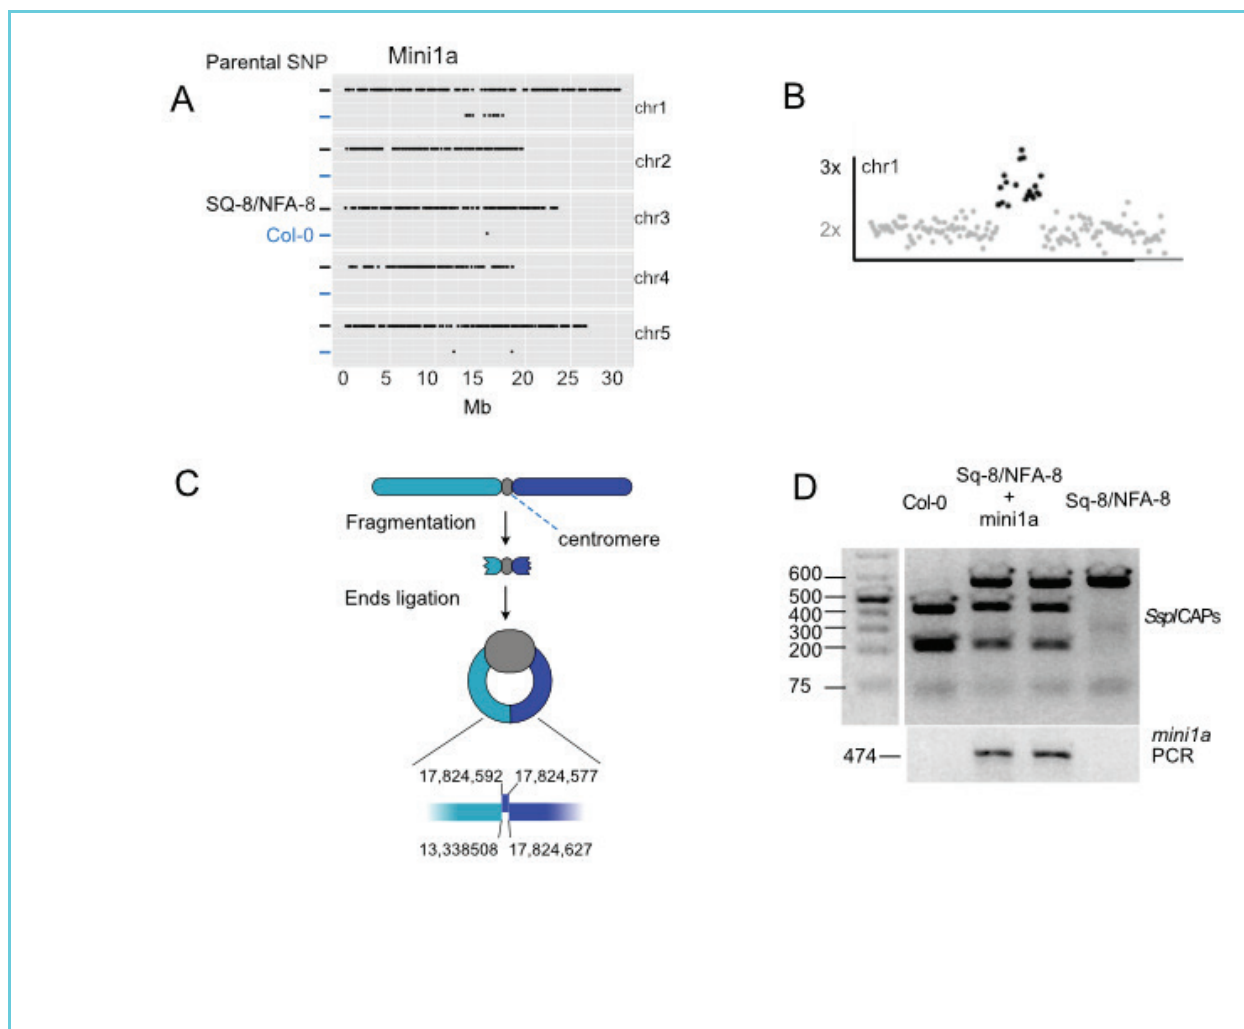 Parental SNP
Mini1a
A
chr1
chr2
SQ-8/NFA-8
chr3
Col-0
chr4
chr5
0 5 10 15 20 25 30
Mb
B
3x
chr1
2x
C
Fragmentation
centromere
Ends ligation
17,824,592 17,824,577
13,338508 17,824,627
D
Col-0
Sq-8/NFA-8
+
mini1a
Sq-8/NFA-8
600
500
400
300
200
75
SspICAPs
474
mini1a
PCR